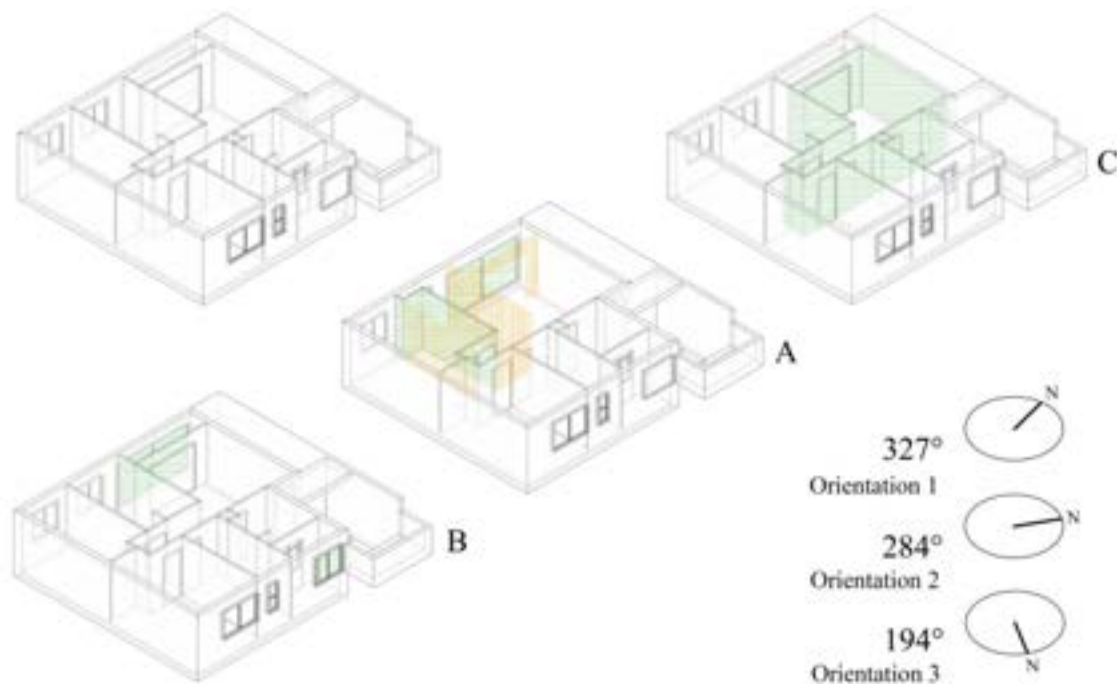 C
A
B
N
327°
Orientation 1
N
284°
Orientation 2
194°
N
Orientation 3